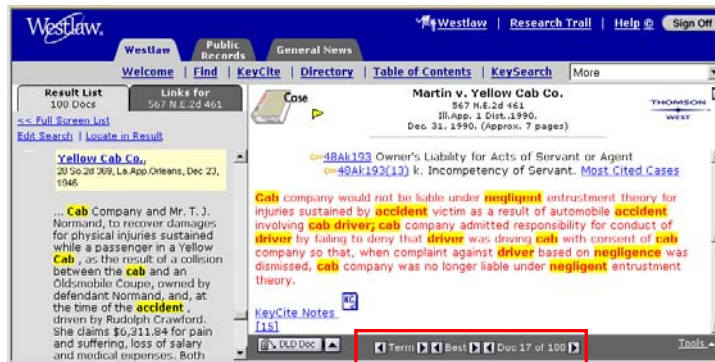 Westlaw.
Westlaw | Research Trail | Help
Sign Off
Westlaw
Public Records
General News
Welcome | Find | KeyCite | Directory | Table of Contents | KeySearch
More
Result List
100 Docs
Links for
567 N.E.2d 461
<< Full Screen List
Edit Search | Locate in Result
Yellow Cab Co.,
20 So.2d 309, La.App.Orleans, Dec 23,
1946
... Cab Company and Mr. T. J.
Normand, to recover damages
for physical injuries sustained
while a passenger in a Yellow
Cab , as the result of a collision
between the cab and an
Oldsmobile Coupe, owned by
defendant Normand, and, at
the time of the accident ,
driven by Rudolph Crawford.
She claims $6,311.84 for pain
and suffering, loss of salary
and medical expenses. Both
Case
Martin v. Yellow Cab Co.
567 N.E.2d 461
Ill.App. 1 Dist.,1990.
Dec. 31, 1990. (Approx. 7 pages)
THOMSON
WEST
48Ak193 Owner's Liability for Acts of Servant or Agent
48Ak193(13) k. Incompetency of Servant. Most Cited Cases
Cab company would not be liable under negligent entrustment theory for
injuries sustained by accident victim as a result of automobile accident
involving cab driver; cab company admitted responsibility for conduct of
driver by failing to deny that driver was driving cab with consent of cab
company so that, when complaint against driver based on negligence was
dismissed, cab company was no longer liable under negligent entrustment
theory.
KeyCite Notes
[15]
DLD Doc
Term
Best
Doc 17 of 100
Tools